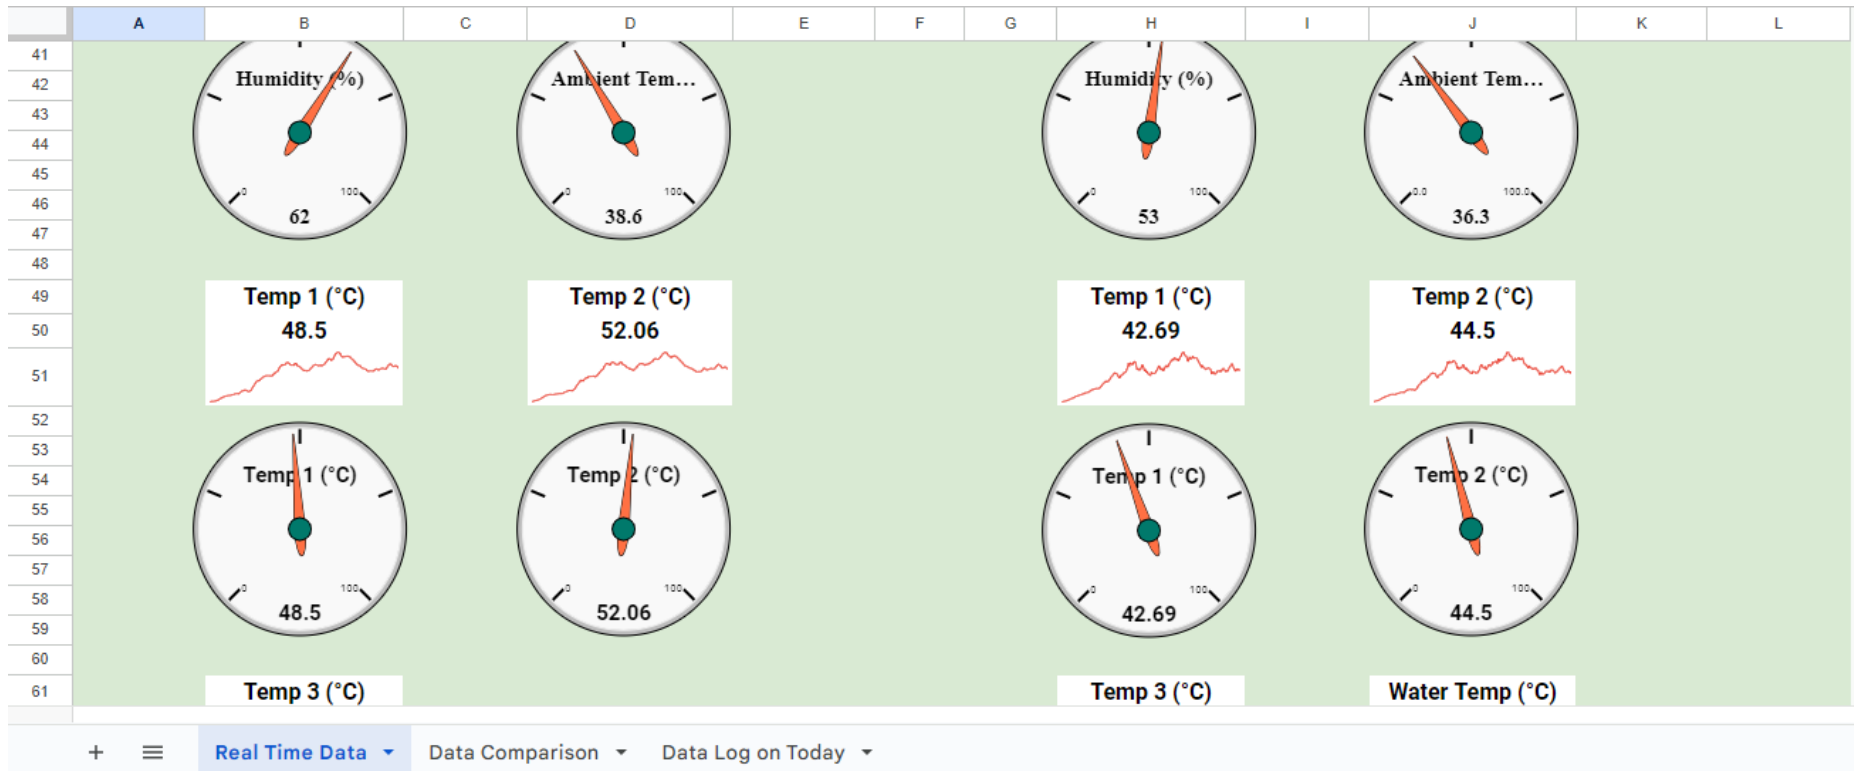 A B C D E F G H I J K L
41
42 Humidity (%) Ambient Tem... Humidity (%) Ambient Tem...
43
44
45
46 0 100 0 100 0 100 0.0 100.0
47 62 38.6 53 36.3
48
49 Temp 1 (°C) Temp 2 (°C) Temp 1 (°C) Temp 2 (°C)
50 48.5 52.06 42.69 44.5
51
52
53
54 Temp 1 (°C) Temp 2 (°C) Temp 1 (°C) Temp 2 (°C)
55
56
57
58 0 100 0 100 0 100 0 100
59 48.5 52.06 42.69 44.5
60
61 Temp 3 (°C) Temp 3 (°C) Water Temp (°C)
+ Real Time Data Data Comparison Data Log on Today